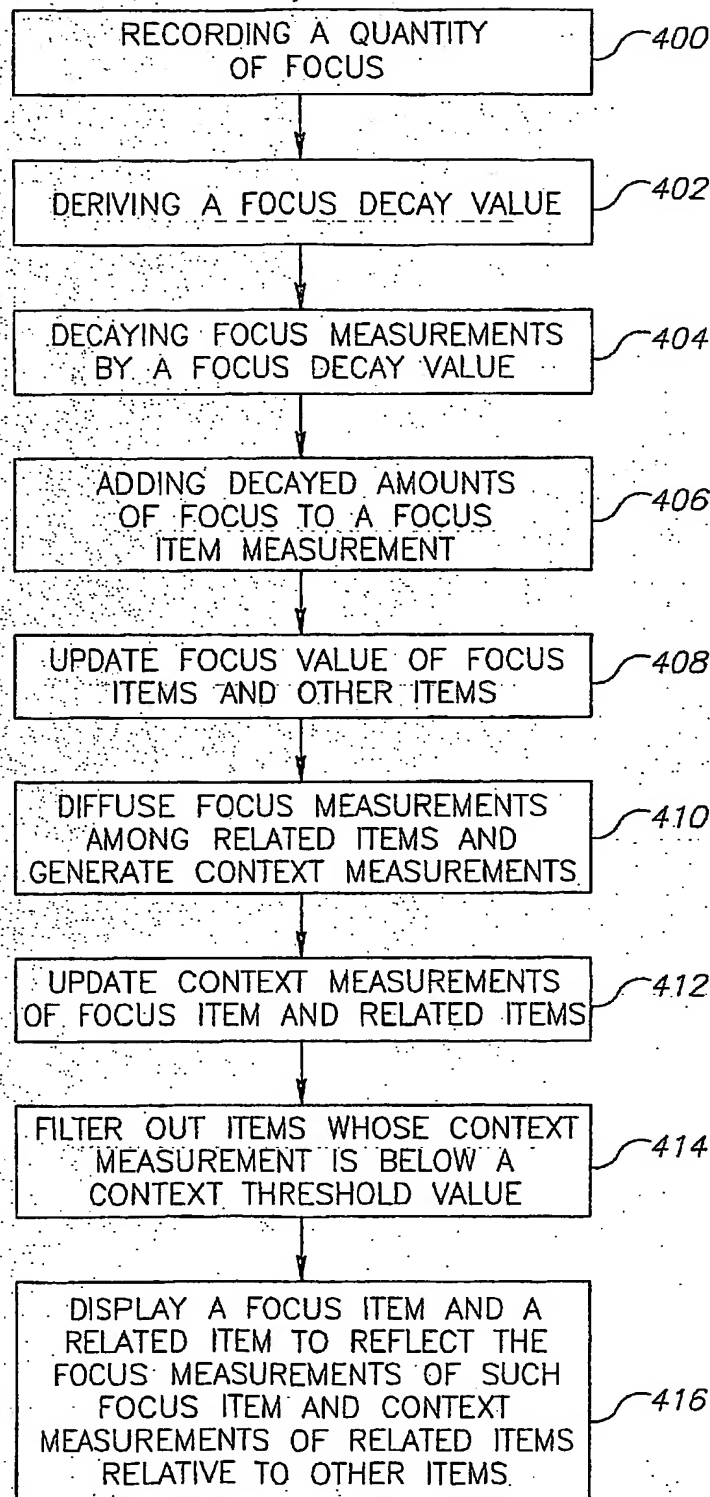 RECORDING A QUANTITY
OF FOCUS
400
DERIVING A FOCUS DECAY VALUE
402
DECAYING FOCUS MEASUREMENTS
BY A FOCUS DECAY VALUE
404
ADDING DECAYED AMOUNTS
OF FOCUS TO A FOCUS
ITEM MEASUREMENT
406
UPDATE FOCUS VALUE OF FOCUS
ITEMS AND OTHER ITEMS
408
DIFFUSE FOCUS MEASUREMENTS
AMONG RELATED ITEMS AND
GENERATE CONTEXT MEASUREMENTS
410
UPDATE CONTEXT MEASUREMENTS
OF FOCUS ITEM AND RELATED ITEMS
412
FILTER OUT ITEMS WHOSE CONTEXT
MEASUREMENT IS BELOW A
CONTEXT THRESHOLD VALUE
414
DISPLAY A FOCUS ITEM AND A
RELATED ITEM TO REFLECT THE
FOCUS MEASUREMENTS OF SUCH
FOCUS ITEM AND CONTEXT
MEASUREMENTS OF RELATED ITEMS
RELATIVE TO OTHER ITEMS
416